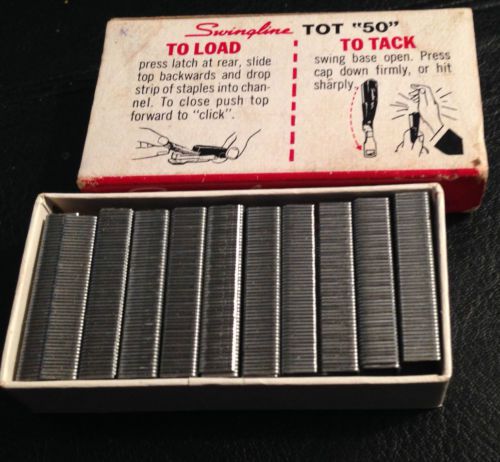 Swingline TOT "50"
TO LOAD
press latch at rear, slide
top backwards and drop
strip of staples into chan-
nel. To close push top
forward to "click".
TO TACK
swing base open. Press
cap down firmly, or hit
sharply.